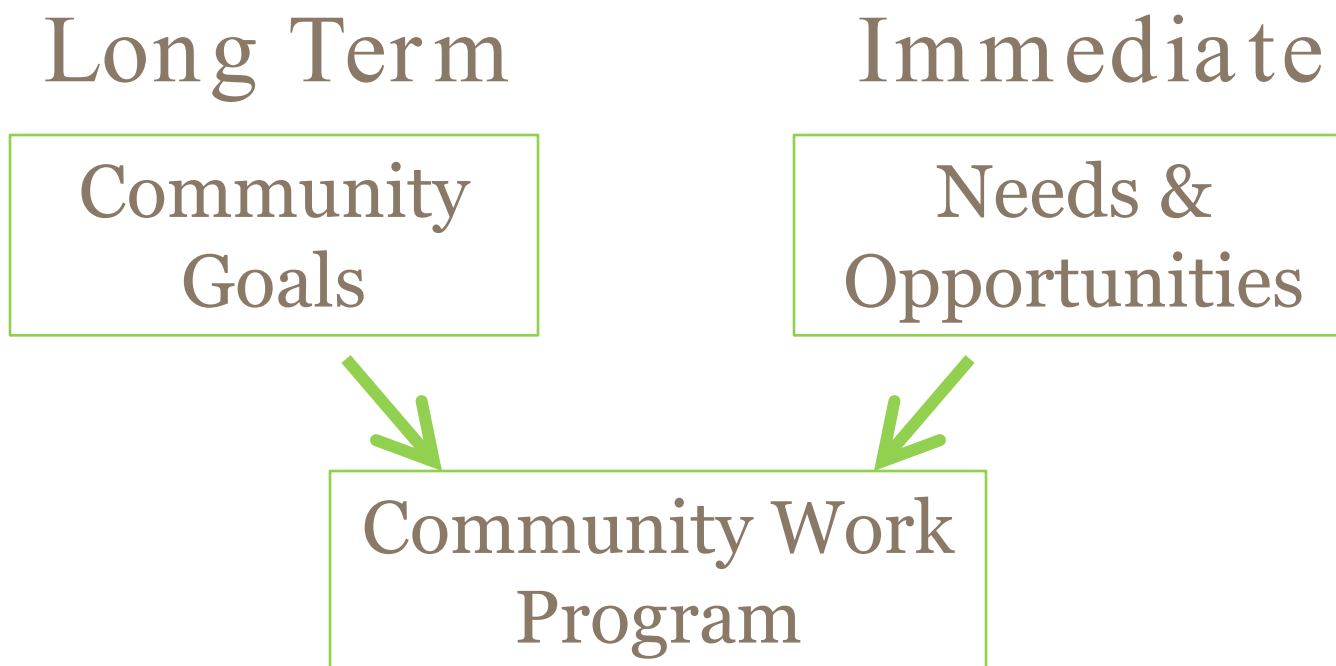 Long Term
Immediate
Community
Goals
Needs &
Opportunities
Community Work
Program